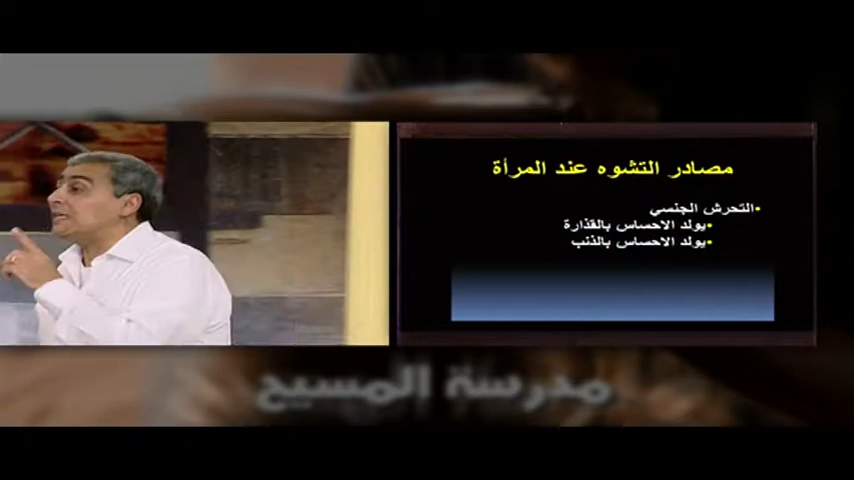 مصادر التشوه عند المرأة
•التحرش الجنسي
•يولد الاحساس بالقذارة
•يولد الاحساس بالذنب
مدرسة المسيح